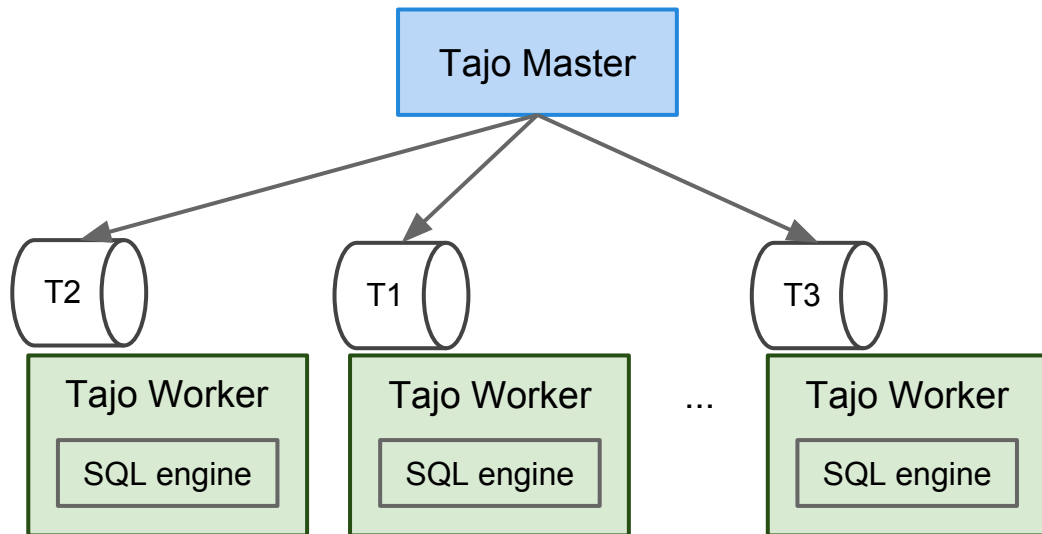 Tajo Master
T2
T1
T3
Tajo Worker
Tajo Worker
...
Tajo Worker
SQL engine
SQL engine
SQL engine